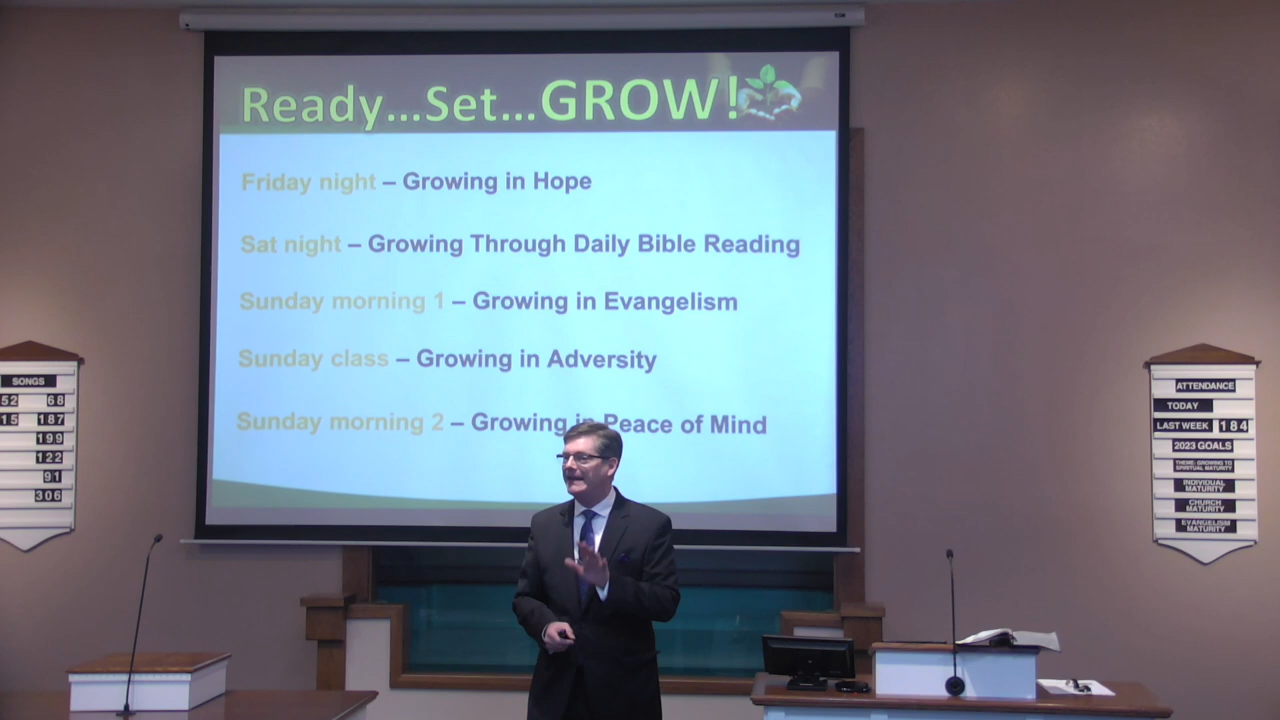 Ready...Set...GROW!
Friday night – Growing in Hope
Sat night – Growing Through Daily Bible Reading
Sunday morning 1 – Growing in Evangelism
Sunday class – Growing in Adversity
Sunday morning 2 – Growing in Peace of Mind
SONGS
52 68
15 187
199
122
91
306
ATTENDANCE
TODAY
LAST WEEK 184
2023 GOALS
THEME: GROWING TO
SPIRITUAL MATURITY
INDIVIDUAL
MATURITY
CHURCH
MATURITY
EVANGELISM
MATURITY